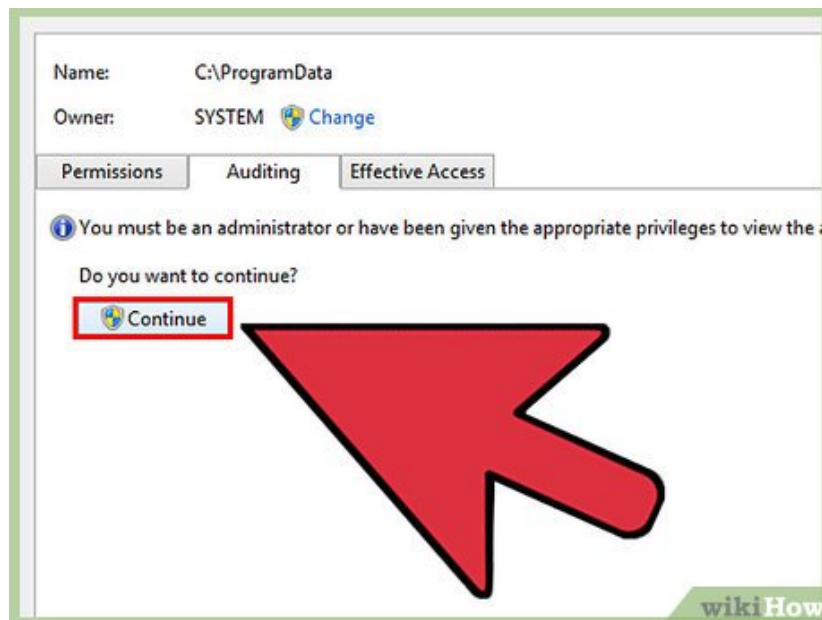 Name: C:\ProgramData
Owner: SYSTEM Change
Permissions Auditing Effective Access
You must be an administrator or have been given the appropriate privileges to view the a
Do you want to continue?
Continue
wikiHow